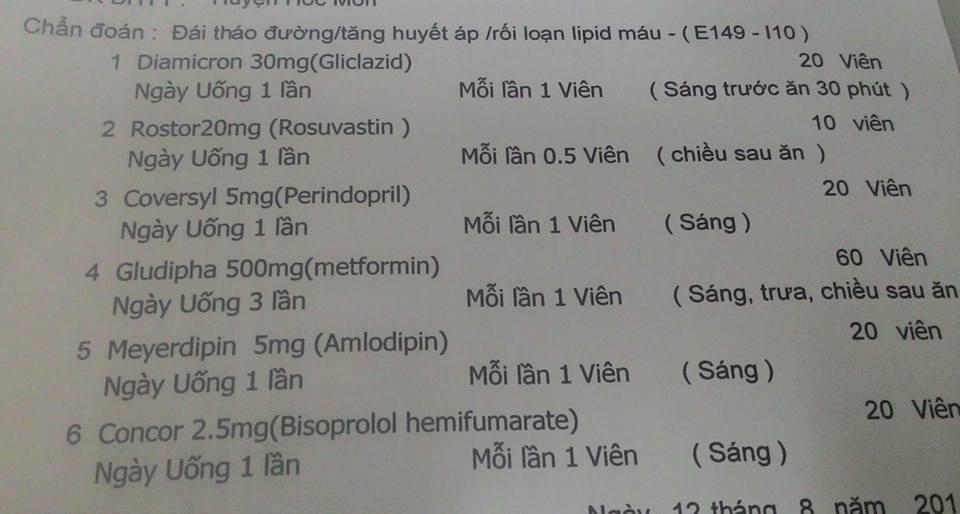 Chẩn đoán : Đái tháo đường/tăng huyết áp /rối loạn lipid máu - ( E149 - I10 )
1 Diamicron 30mg(Gliclazid) 20 Viên
Ngày Uống 1 lần Mỗi lần 1 Viên ( Sáng trước ăn 30 phút )
2 Rostor20mg (Rosuvastin ) 10 viên
Ngày Uống 1 lần Mỗi lần 0.5 Viên ( chiều sau ăn )
3 Coversyl 5mg(Perindopril) 20 Viên
Ngày Uống 1 lần Mỗi lần 1 Viên ( Sáng )
4 Gludipha 500mg(metformin) 60 Viên
Ngày Uống 3 lần Mỗi lần 1 Viên ( Sáng, trưa, chiều sau ăn
5 Meyerdipin 5mg (Amlodipin) 20 viên
Ngày Uống 1 lần Mỗi lần 1 Viên ( Sáng )
6 Concor 2.5mg(Bisoprolol hemifumarate) 20 Viên
Ngày Uống 1 lần Mỗi lần 1 Viên ( Sáng )
Ngày 12 tháng 8 năm 201